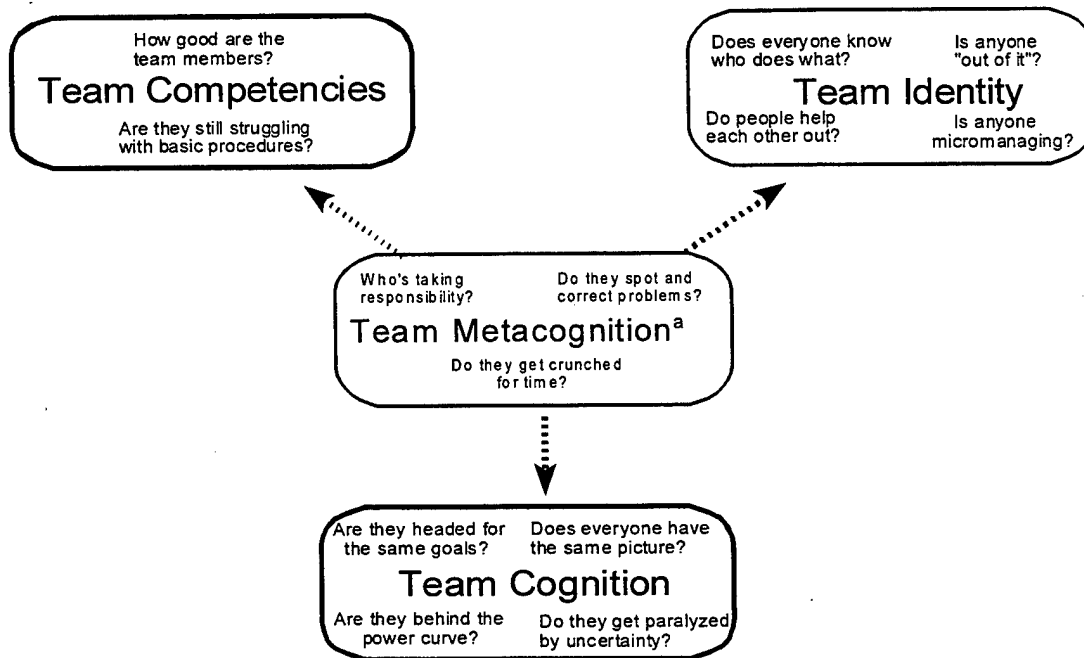 How good are the
team members?
Team Competencies
Are they still struggling
with basic procedures?
Does everyone know
who does what?
Is anyone
"out of it"?
Team Identity
Do people help
each other out?
Is anyone
micromanaging?
Who's taking
responsibility?
Do they spot and
correct problems?
Team Metacognitionᵃ
Do they get crunched
for time?
Are they headed for
the same goals?
Does everyone have
the same picture?
Team Cognition
Are they behind the
power curve?
Do they get paralyzed
by uncertainty?